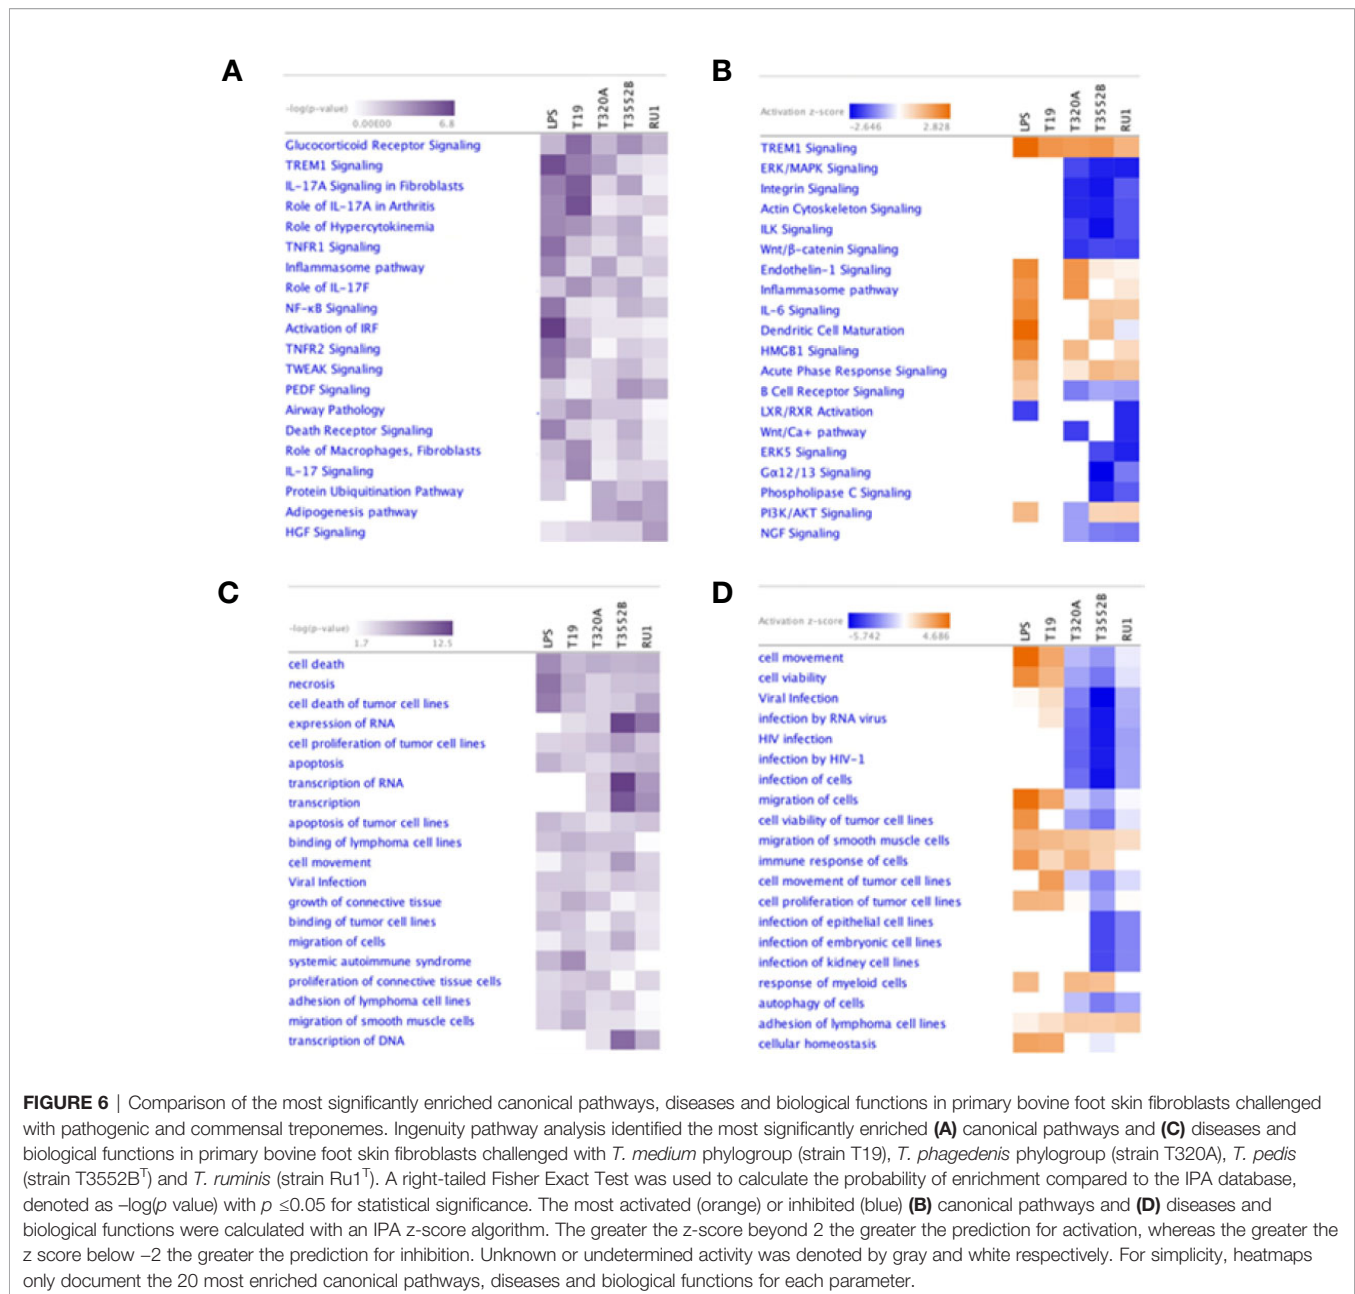 A
-log(p-value)
0.00E00 6.8
LPS
T19
T320A
T3552B
RU1
Glucocorticoid Receptor Signaling
TREM1 Signaling
IL-17A Signaling in Fibroblasts
Role of IL-17A in Arthritis
Role of Hypercytokinemia
TNFR1 Signaling
Inflammasome pathway
Role of IL-17F
NF-κB Signaling
Activation of IRF
TNFR2 Signaling
TWEAK Signaling
PEDF Signaling
Airway Pathology
Death Receptor Signaling
Role of Macrophages, Fibroblasts
IL-17 Signaling
Protein Ubiquitination Pathway
Adipogenesis pathway
HGF Signaling
B
Activation z-score
-2.646 2.828
LPS
T19
T320A
T3552B
RU1
TREM1 Signaling
ERK/MAPK Signaling
Integrin Signaling
Actin Cytoskeleton Signaling
ILK Signaling
Wnt/β-catenin Signaling
Endothelin-1 Signaling
Inflammasome pathway
IL-6 Signaling
Dendritic Cell Maturation
HMGB1 Signaling
Acute Phase Response Signaling
B Cell Receptor Signaling
LXR/RXR Activation
Wnt/Ca+ pathway
ERK5 Signaling
Gα12/13 Signaling
Phospholipase C Signaling
PI3K/AKT Signaling
NGF Signaling
C
-log(p-value)
1.7 12.5
LPS
T19
T320A
T3552B
RU1
cell death
necrosis
cell death of tumor cell lines
expression of RNA
cell proliferation of tumor cell lines
apoptosis
transcription of RNA
transcription
apoptosis of tumor cell lines
binding of lymphoma cell lines
cell movement
Viral Infection
growth of connective tissue
binding of tumor cell lines
migration of cells
systemic autoimmune syndrome
proliferation of connective tissue cells
adhesion of lymphoma cell lines
migration of smooth muscle cells
transcription of DNA
D
Activation z-score
-5.742 4.686
LPS
T19
T320A
T3552B
RU1
cell movement
cell viability
Viral Infection
infection by RNA virus
HIV infection
infection by HIV-1
infection of cells
migration of cells
cell viability of tumor cell lines
migration of smooth muscle cells
immune response of cells
cell movement of tumor cell lines
cell proliferation of tumor cell lines
infection of epithelial cell lines
infection of embryonic cell lines
infection of kidney cell lines
response of myeloid cells
autophagy of cells
adhesion of lymphoma cell lines
cellular homeostasis
FIGURE 6 | Comparison of the most significantly enriched canonical pathways, diseases and biological functions in primary bovine foot skin fibroblasts challenged
with pathogenic and commensal treponemes. Ingenuity pathway analysis identified the most significantly enriched (A) canonical pathways and (C) diseases and
biological functions in primary bovine foot skin fibroblasts challenged with T. medium phylogroup (strain T19), T. phagedenis phylogroup (strain T320A), T. pedis
(strain T3552Bᵀ) and T. ruminis (strain Ru1ᵀ). A right-tailed Fisher Exact Test was used to calculate the probability of enrichment compared to the IPA database,
denoted as –log(p value) with p ≤0.05 for statistical significance. The most activated (orange) or inhibited (blue) (B) canonical pathways and (D) diseases and
biological functions were calculated with an IPA z-score algorithm. The greater the z-score beyond 2 the greater the prediction for activation, whereas the greater the
z score below −2 the greater the prediction for inhibition. Unknown or undetermined activity was denoted by gray and white respectively. For simplicity, heatmaps
only document the 20 most enriched canonical pathways, diseases and biological functions for each parameter.